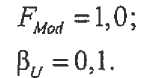 F_Mod = 1,0;
β_U = 0,1.